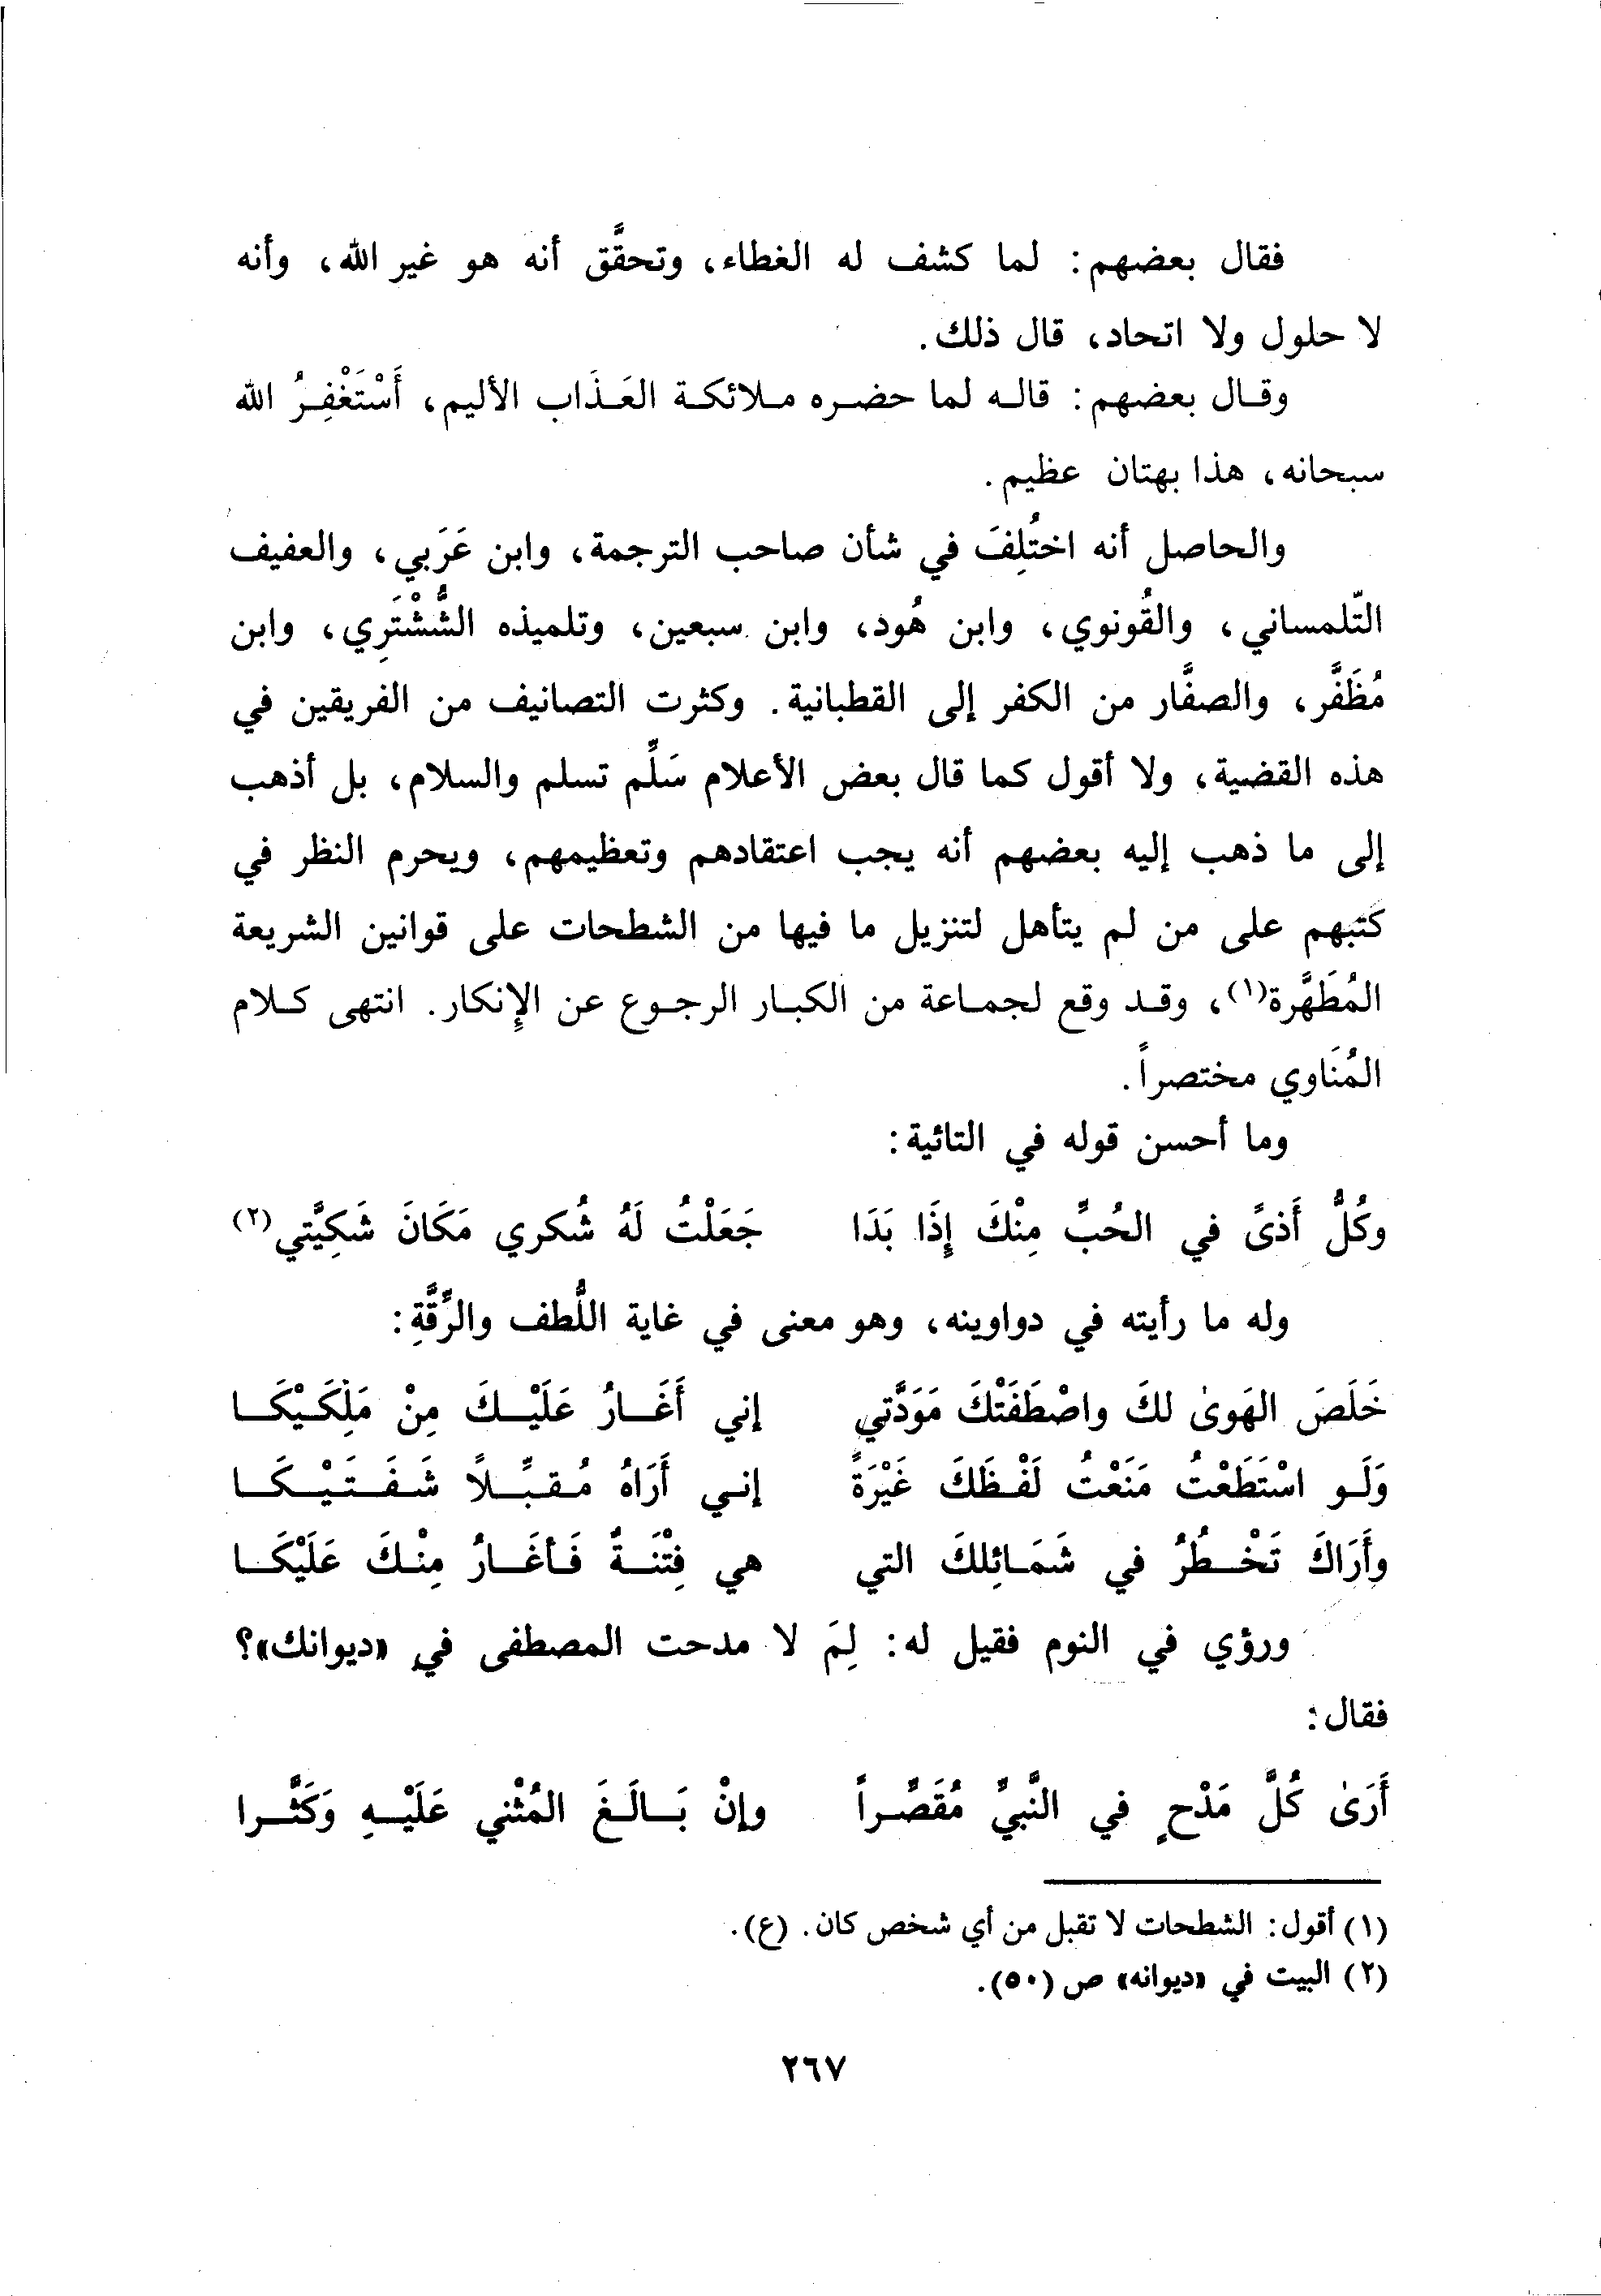 فقال بعضهم: لما كشف له الغطاء، وتحقَّق أنه هو غير الله، وأنه
لا حلول ولا اتحاد، قال ذلك.
وقال بعضهم: قاله لما حضره ملائكة العَذَاب الأليم، أَسْتَغْفِرُ الله
سبحانه، هذا بهتان عظيم.
والحاصل أنه اختُلِفَ في شأن صاحب الترجمة، وابن عَرَبي، والعفيف
التّلمساني، والقُونوي، وابن هُود، وابن سبعين، وتلميذه الشُّشْتَرِي، وابن
مُظَفَّر، والصفَّار من الكفر إلى القطبانية. وكثرت التصانيف من الفريقين في
هذه القضية، ولا أقول كما قال بعض الأعلام سَلِّم تسلم والسلام، بل أذهب
إلى ما ذهب إليه بعضهم أنه يجب اعتقادهم وتعظيمهم، ويحرم النظر في
كتبهم على من لم يتأهل لتنزيل ما فيها من الشطحات على قوانين الشريعة
المُطَهَّرة(١)، وقد وقع لجماعة من الكبار الرجوع عن الإنكار. انتهى كلام
المُنَاوي مختصراً.
وما أحسن قوله في التائية:
وكُلُّ أَذىً في الحُبِّ مِنْكَ إِذَا بَدَا جَعَلْتُ لَهُ شُكري مَكَانَ شَكِيَّتي(٢)
وله ما رأيته في دواوينه، وهو معنى في غاية اللُّطف والرِّقَّةِ:
خَلَصَ الهَوىٰ لكَ واصْطَفَتْكَ مَوَدَّتي إني أَغَارُ عَلَيْكَ مِنْ مَلِكَيْكَا
وَلَو اسْتَطَعْتُ مَنَعْتُ لَفْظَكَ غَيْرَةً إني أَرَاهُ مُقبِّلاً شَفَتَيْكَا
وأَرَاكَ تَخْطُرُ في شَمَائِلكَ التي هي فِتْنَةٌ فَأغَارُ مِنْكَ عَلَيْكَا
ورؤي في النوم فقيل له: لِمَ لا مدحت المصطفى في «ديوانك»؟
فقال:
أَرَىٰ كُلَّ مَدْحٍ في النَّبيِّ مُقَصِّراً وإنْ بَالَغَ المُثْني عَلَيْهِ وَكَثَّرا
(١) أقول: الشطحات لا تقبل من أي شخص كان. (ع).
(٢) البيت في «ديوانه» ص (٥٠).
٢٦٧